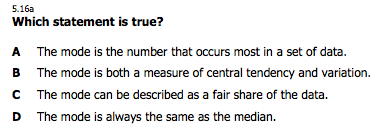 5.16a
Which statement is true?
A The mode is the number that occurs most in a set of data.
B The mode is both a measure of central tendency and variation.
C The mode can be described as a fair share of the data.
D The mode is always the same as the median.